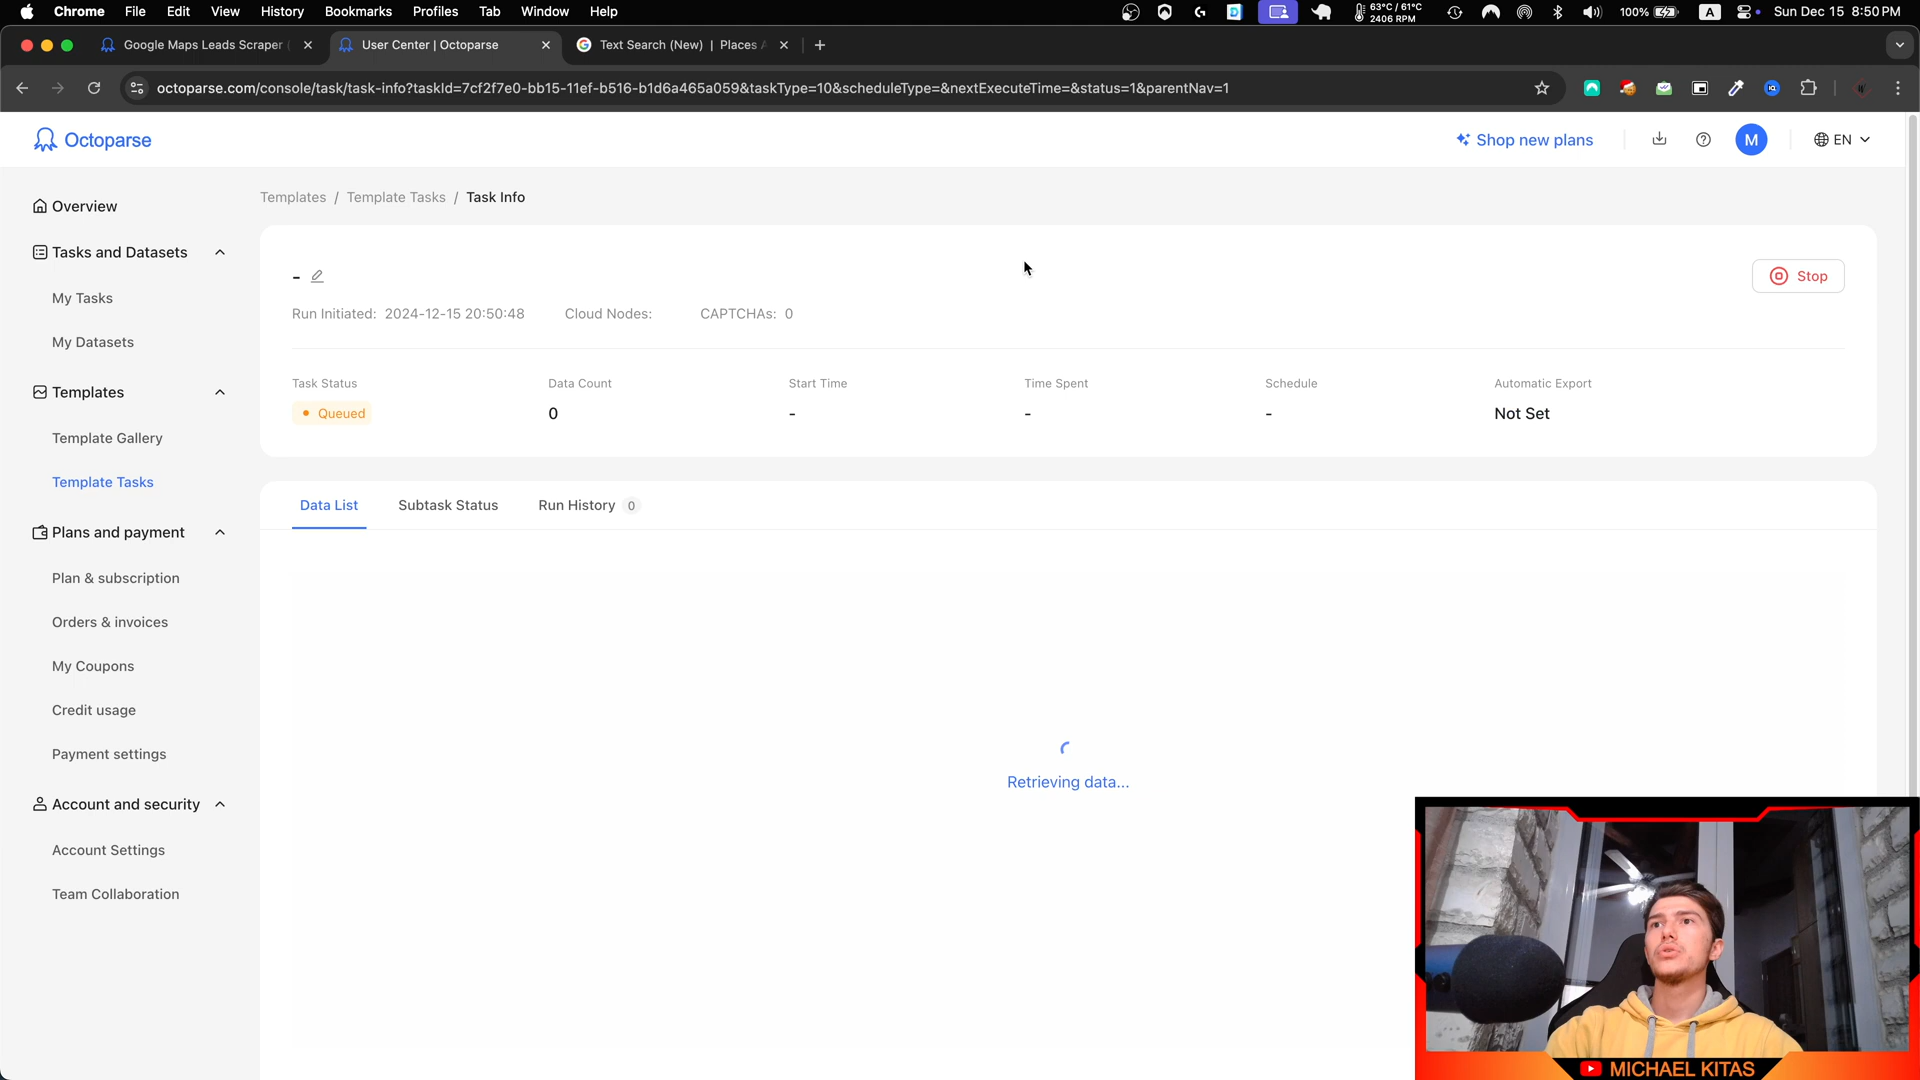 Chrome File Edit View History Bookmarks Profiles Tab Window Help
63°C / 61°C
2406 RPM
100%
A
Sun Dec 15 8:50 PM
Google Maps Leads Scraper
User Center | Octoparse
Text Search (New) | Places
octoparse.com/console/task/task-info?taskId=7cf2f7e0-bb15-11ef-b516-b1d6a465a059&taskType=10&scheduleType=&nextExecuteTime=&status=1&parentNav=1
Octoparse
Shop new plans
M
EN
Overview
Tasks and Datasets
My Tasks
My Datasets
Templates
Template Gallery
Template Tasks
Plans and payment
Plan & subscription
Orders & invoices
My Coupons
Credit usage
Payment settings
Account and security
Account Settings
Team Collaboration
Templates / Template Tasks / Task Info
-
Stop
Run Initiated: 2024-12-15 20:50:48 Cloud Nodes: CAPTCHAs: 0
Task Status Data Count Start Time Time Spent Schedule Automatic Export
Queued 0 - - - Not Set
Data List Subtask Status Run History 0
Retrieving data...
MICHAEL KITAS